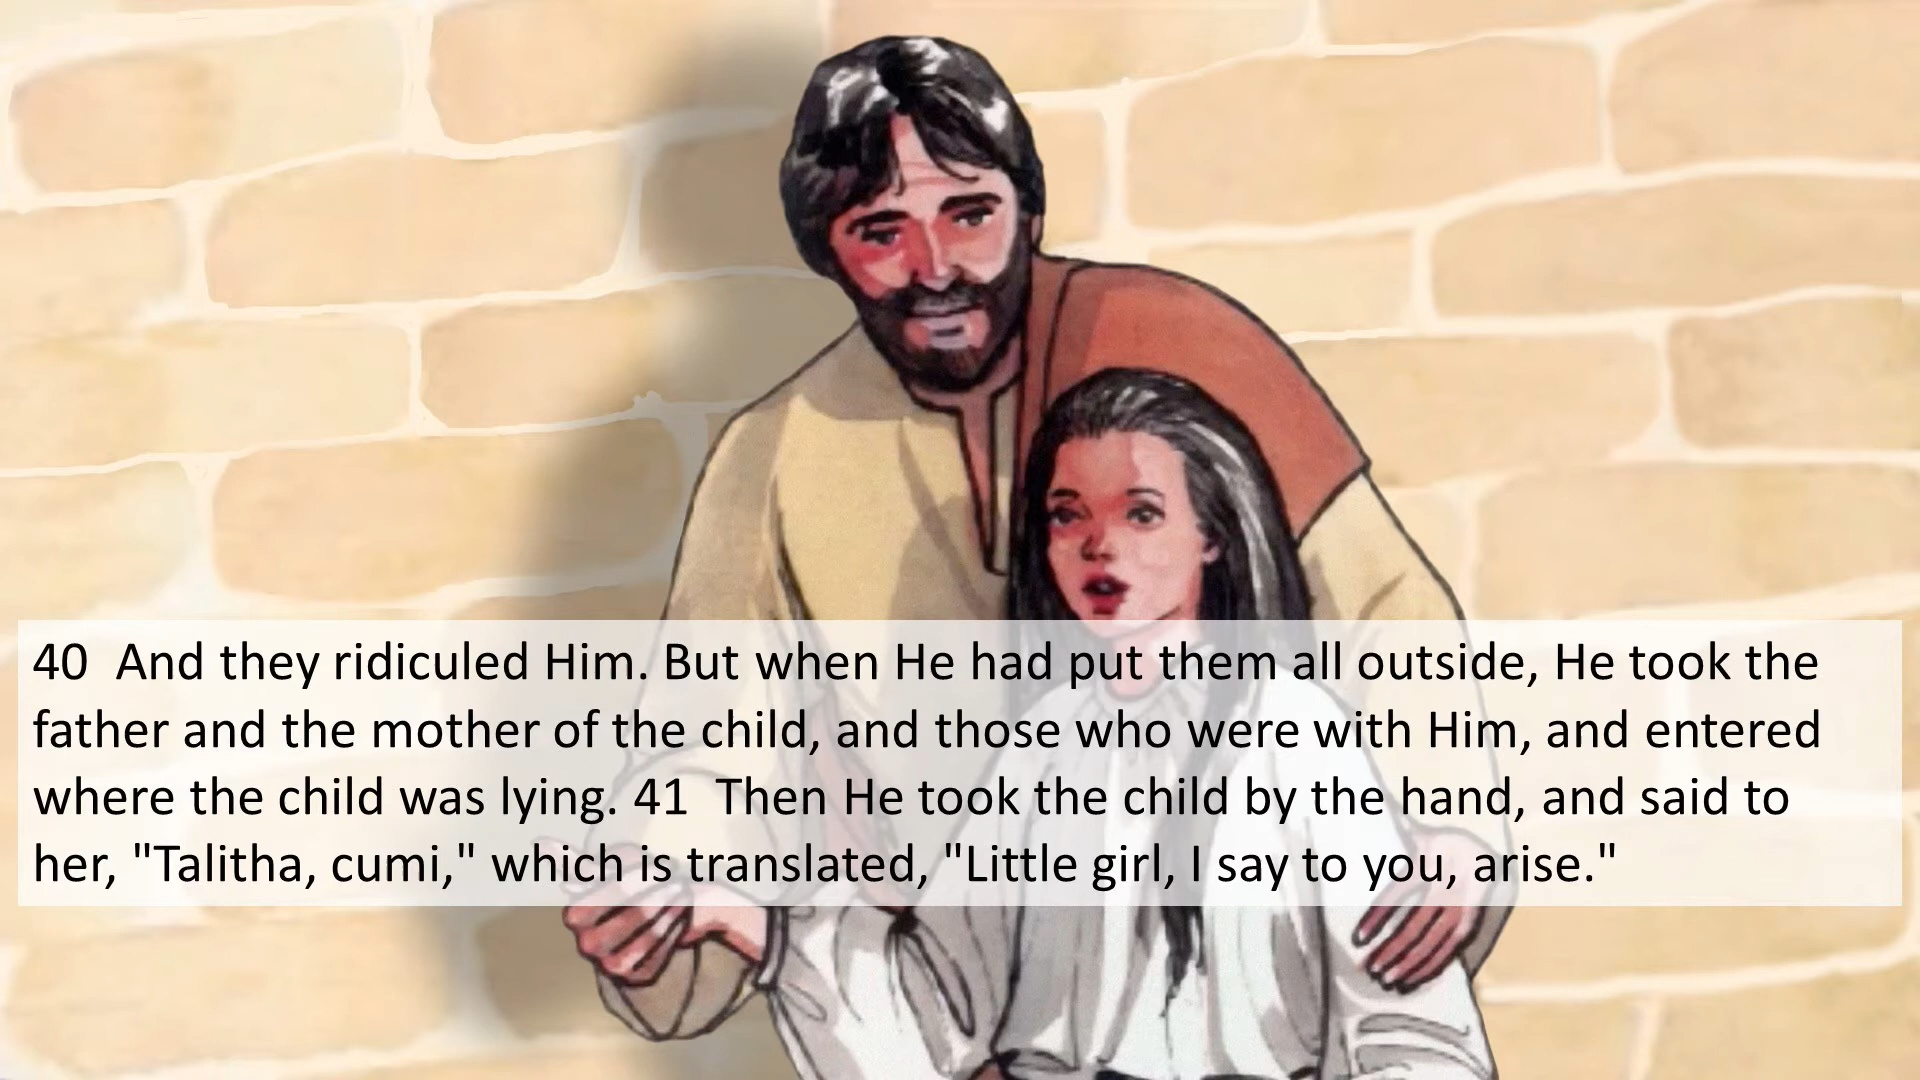 40  And they ridiculed Him. But when He had put them all outside, He took the
father and the mother of the child, and those who were with Him, and entered
where the child was lying. 41  Then He took the child by the hand, and said to
her, "Talitha, cumi," which is translated, "Little girl, I say to you, arise."